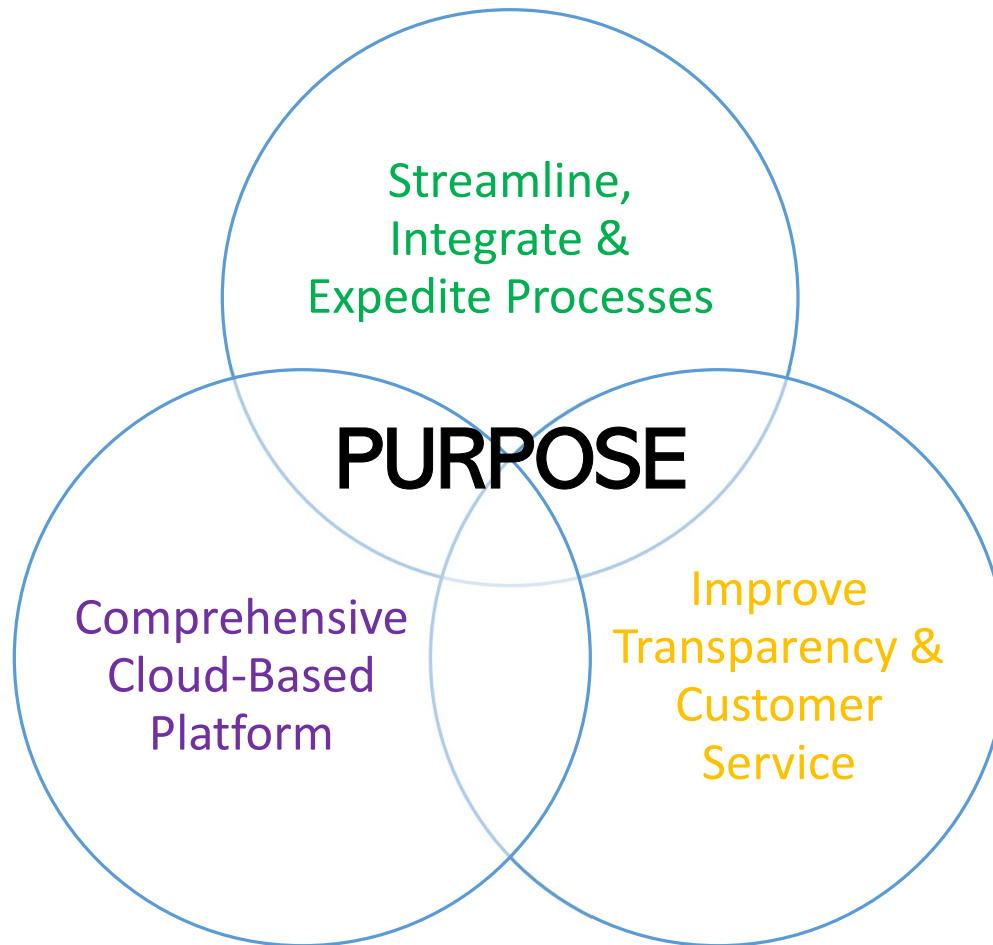 Streamline,
Integrate &
Expedite Processes
PURPOSE
Comprehensive
Cloud-Based
Platform
Improve
Transparency &
Customer
Service